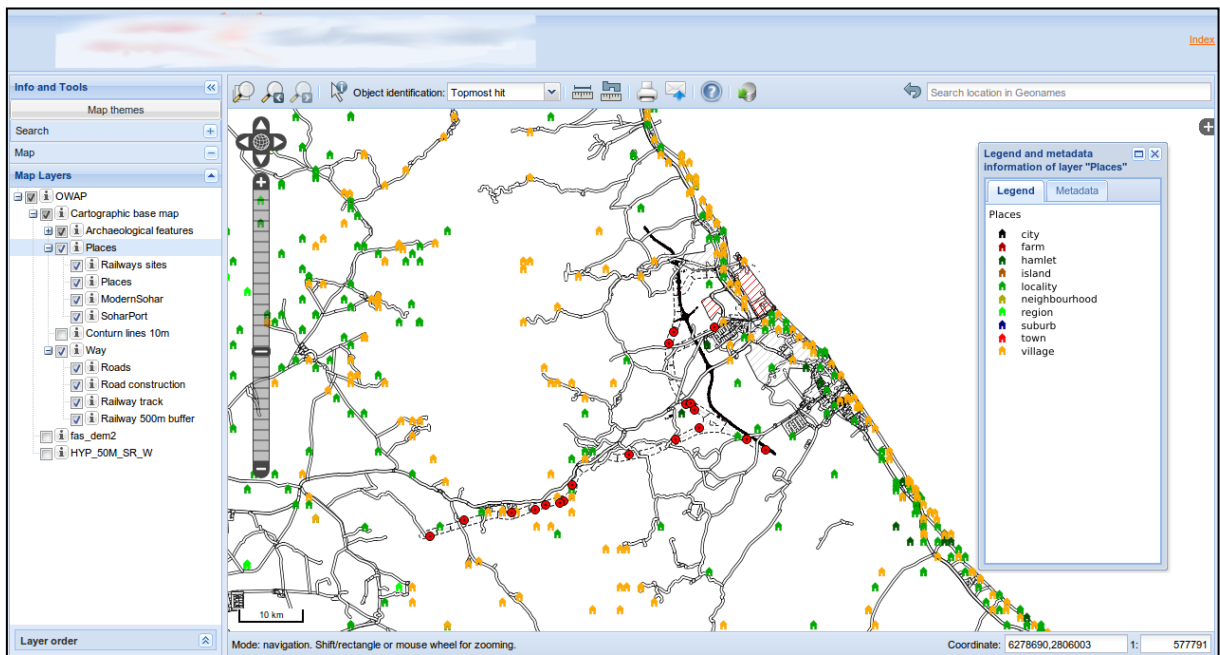 Index
Info and Tools
Map themes
Search
Map
Map Layers
OWAP
Cartographic base map
Archaeological features
Places
Railways sites
Places
ModernSohar
SoharPort
Conturn lines 10m
Way
Roads
Road construction
Railway track
Railway 500m buffer
fas_dem2
HYP_50M_SR_W
Layer order
Object identification: Topmost hit
Search location in Geonames
10 km
Legend and metadata
information of layer "Places"
Legend Metadata
Places
city
farm
hamlet
island
locality
neighbourhood
region
suburb
town
village
Mode: navigation. Shift/rectangle or mouse wheel for zooming. Coordinate: 6278690,2806003 1: 577791